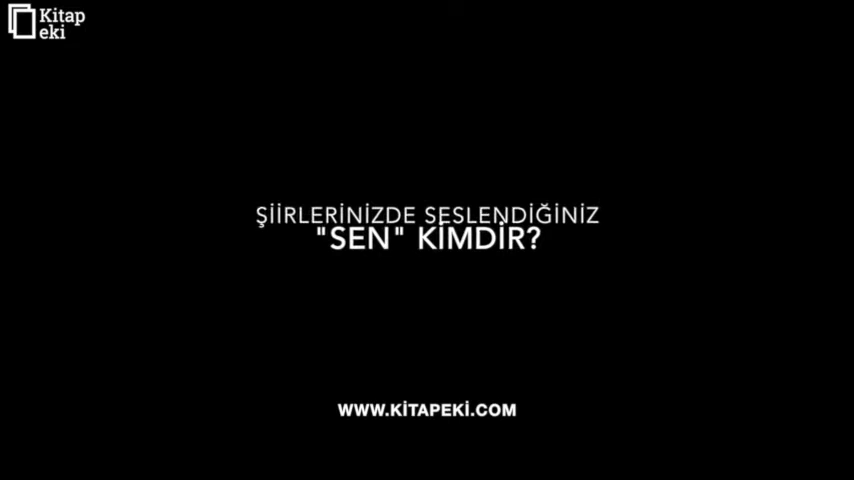 Kitap
eki
ŞİİRLERİNİZDE SESLENDİĞİNİZ
"SEN" KİMDİR?
WWW.KİTAPEKİ.COM